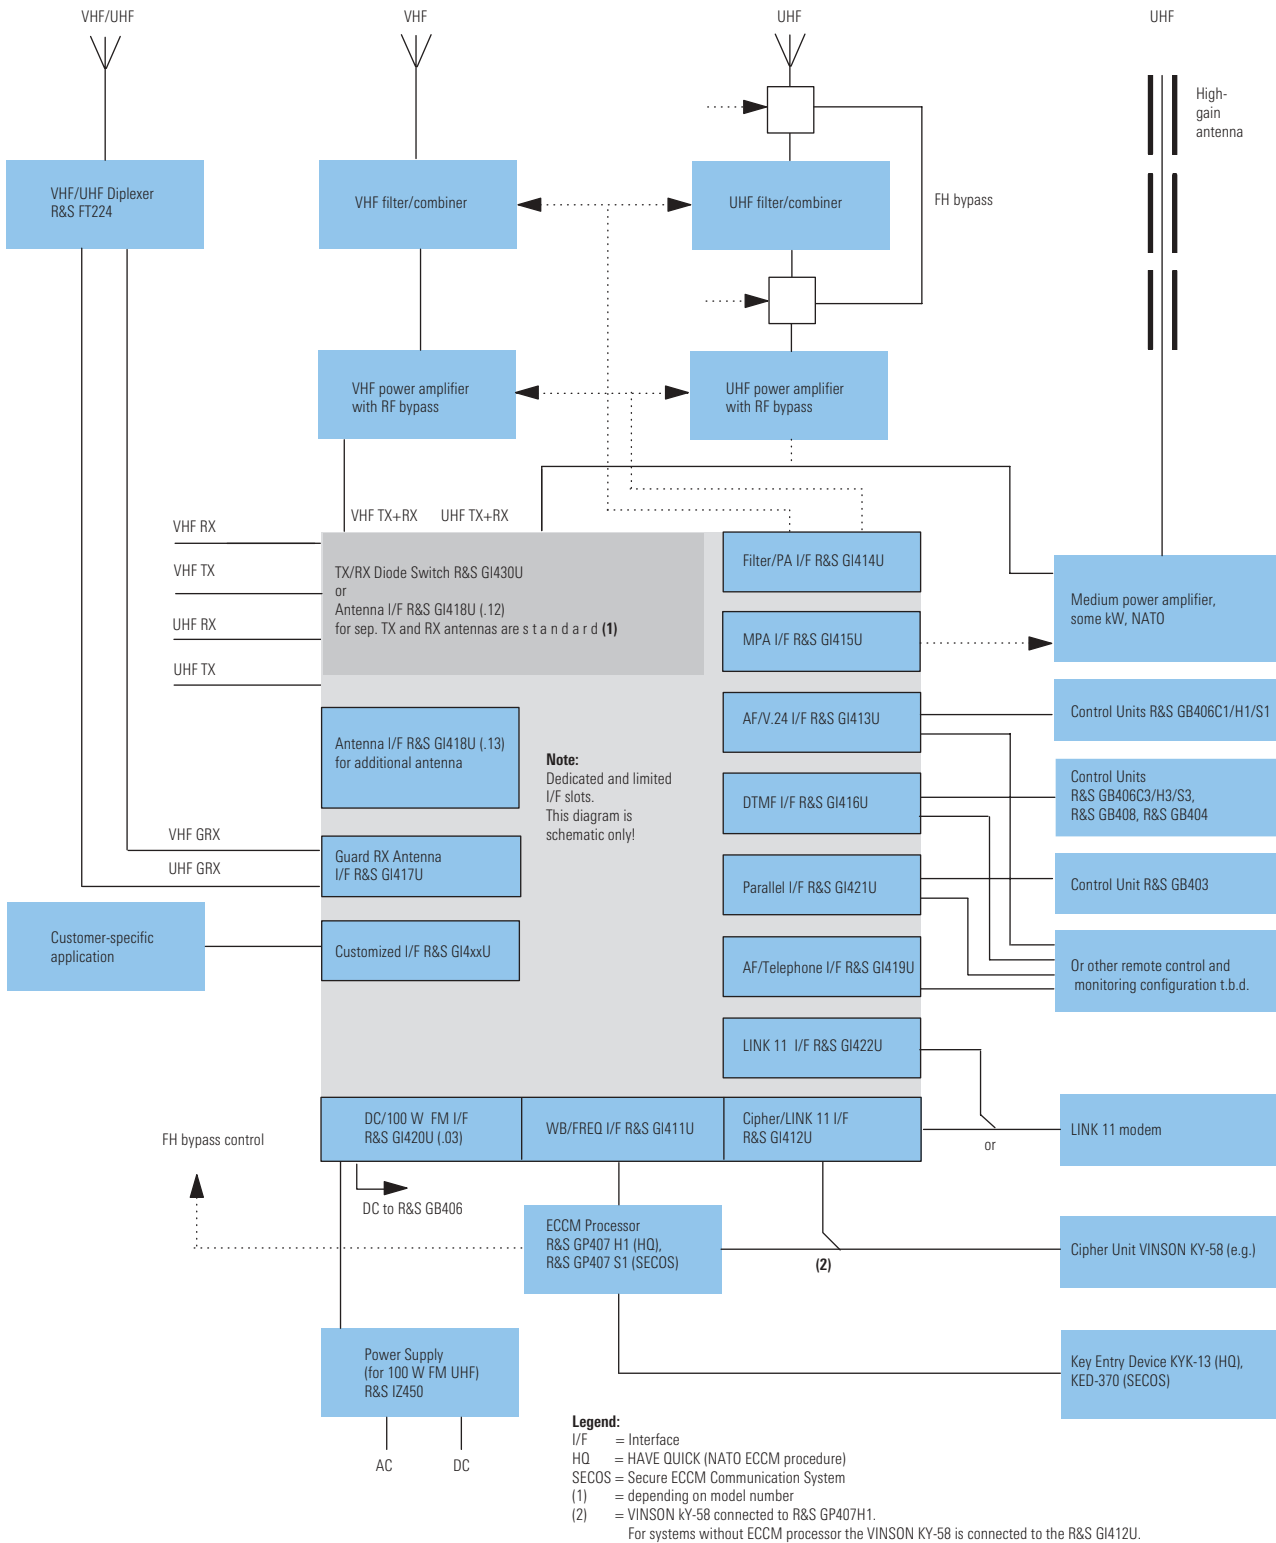 VHF/UHF
VHF
UHF
UHF
High-
gain
antenna
VHF/UHF Diplexer
R&S FT224
VHF filter/combiner
UHF filter/combiner
FH bypass
VHF power amplifier
with RF bypass
UHF power amplifier
with RF bypass
VHF TX+RX
UHF TX+RX
VHF RX
VHF TX
UHF RX
UHF TX
TX/RX Diode Switch R&S GI430U
or
Antenna I/F R&S GI418U (.12)
for sep. TX and RX antennas are s t a n d a r d (1)
Filter/PA I/F R&S GI414U
MPA I/F R&S GI415U
Medium power amplifier,
some kW, NATO
AF/V.24 I/F R&S GI413U
Control Units R&S GB406C1/H1/S1
Antenna I/F R&S GI418U (.13)
for additional antenna
Note:
Dedicated and limited
I/F slots.
This diagram is
schematic only!
DTMF I/F R&S GI416U
Control Units
R&S GB406C3/H3/S3,
R&S GB408, R&S GB404
VHF GRX
UHF GRX
Guard RX Antenna
I/F R&S GI417U
Parallel I/F R&S GI421U
Control Unit R&S GB403
Customer-specific
application
Customized I/F R&S GI4xxU
AF/Telephone I/F R&S GI419U
Or other remote control and
monitoring configuration t.b.d.
LINK 11 I/F R&S GI422U
DC/100 W FM I/F
R&S GI420U (.03)
WB/FREQ I/F R&S GI411U
Cipher/LINK 11 I/F
R&S GI412U
or
LINK 11 modem
FH bypass control
DC to R&S GB406
ECCM Processor
R&S GP407 H1 (HQ),
R&S GP407 S1 (SECOS)
(2)
Cipher Unit VINSON KY-58 (e.g.)
Power Supply
(for 100 W FM UHF)
R&S IZ450
Key Entry Device KYK-13 (HQ),
KED-370 (SECOS)
AC
DC
Legend:
I/F = Interface
HQ = HAVE QUICK (NATO ECCM procedure)
SECOS = Secure ECCM Communication System
(1) = depending on model number
(2) = VINSON kY-58 connected to R&S GP407H1.
For systems without ECCM processor the VINSON KY-58 is connected to the R&S GI412U.